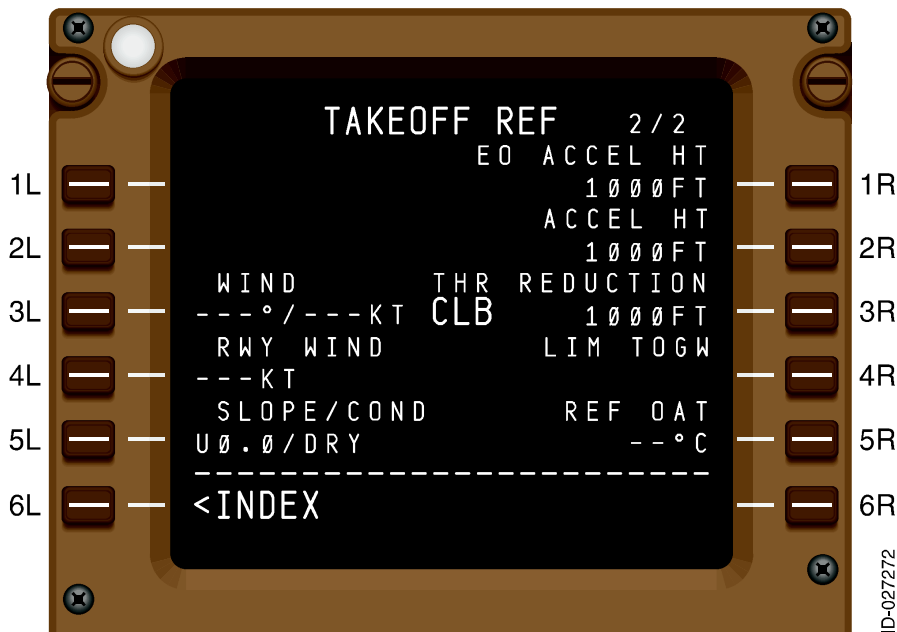 TAKEOFF REF 2/2
EO ACCEL HT
1L 1000FT 1R
ACCEL HT
2L 1000FT 2R
WIND THR REDUCTION
3L ---°/---KT CLB 1000FT 3R
RWY WIND LIM TOGW
4L ---KT 4R
SLOPE/COND REF OAT
5L U0.0/DRY --°C 5R
------------------------
6L <INDEX 6R
ID-027272